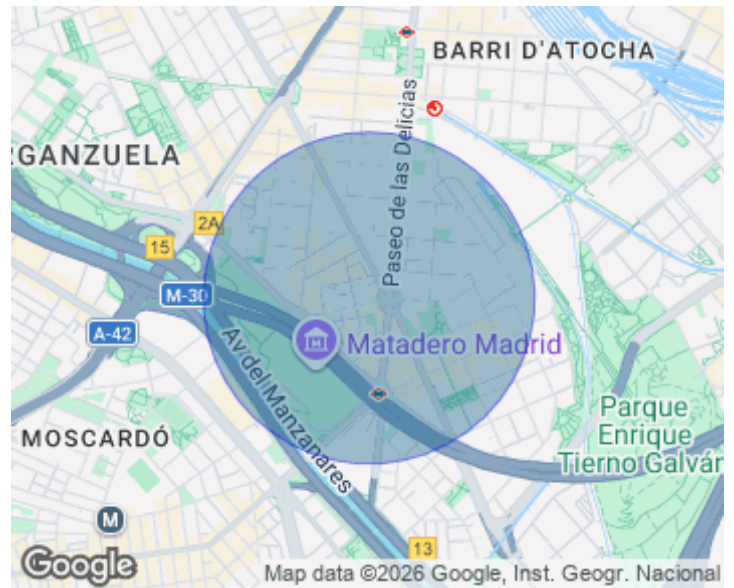 BARRI D'ATOCHA
RGANZUELA
Paseo de las Delicias
2A
15
M-30
A-42
Matadero Madrid
Av del Manzanares
MOSCARDÓ
Parque
Enrique
Tierno Galván
M
13
Google
Map data ©2026 Google, Inst. Geogr. Nacional